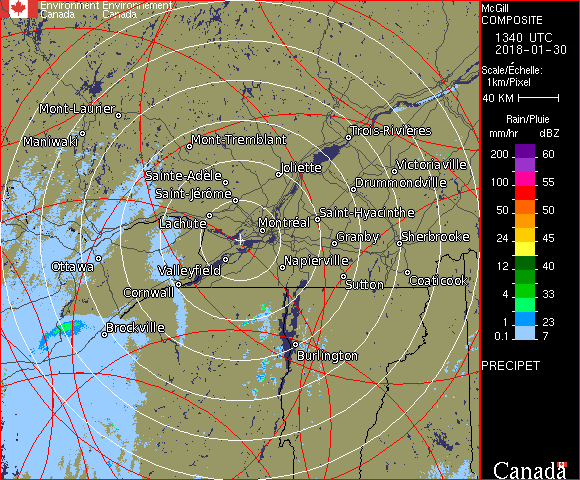 Environment Environnement
Canada Canada
McGill
COMPOSITE
1340 UTC
2018-01-30
Scale/Échelle:
1km/Pixel
40 KM
Rain/Pluie
mm/hr dBZ
200 60
100 55
75 55
50 50
24 45
12 40
4 33
1 23
0.1 7
PRECIPET
Canada
Mont-Laurier
Maniwaki
Mont-Tremblant
Trois-Rivières
Joliette
Victoriaville
Sainte-Adèle
Drummondville
Saint-Jérôme
Saint-Hyacinthe
Lachute
Montréal
Granby
Sherbrooke
Ottawa
Valleyfield
Napierville
Cornwall
Sutton
Coaticook
Brockville
Burlington